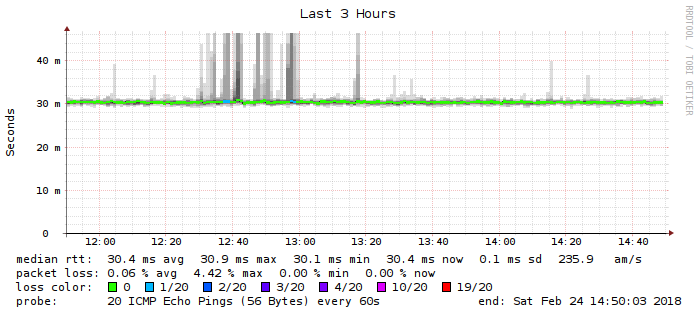 Last 3 Hours
RRDTOOL / TOBI OETIKER
Seconds
40 m
30 m
20 m
10 m
0
12:00 12:20 12:40 13:00 13:20 13:40 14:00 14:20 14:40
median rtt: 30.4 ms avg 30.9 ms max 30.1 ms min 30.4 ms now 0.1 ms sd 235.9 am/s
packet loss: 0.06 % avg 4.42 % max 0.00 % min 0.00 % now
loss color: 0 1/20 2/20 3/20 4/20 10/20 19/20
probe: 20 ICMP Echo Pings (56 Bytes) every 60s end: Sat Feb 24 14:50:03 2018